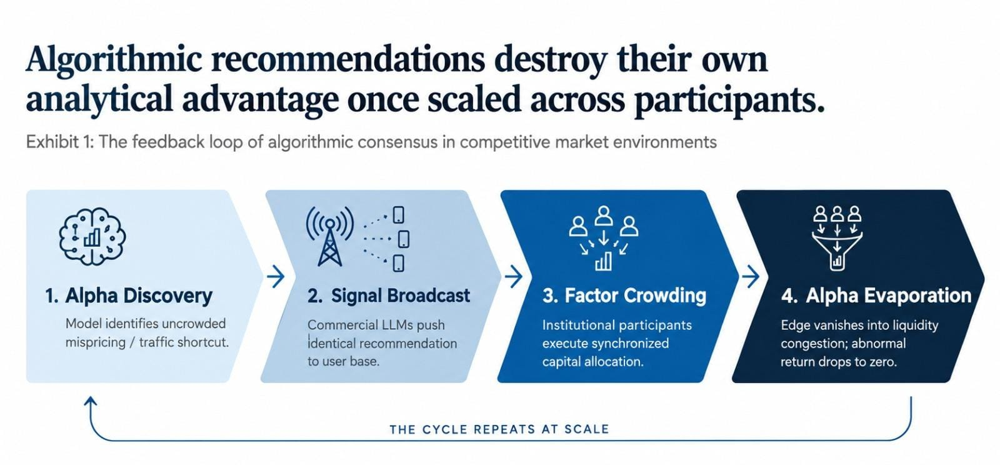 Algorithmic recommendations destroy their own
analytical advantage once scaled across participants.
Exhibit 1: The feedback loop of algorithmic consensus in competitive market environments
1. Alpha Discovery
Model identifies uncrowded
mispricing / traffic shortcut.
2. Signal Broadcast
Commercial LLMs push
identical recommendation
to user base.
3. Factor Crowding
Institutional participants
execute synchronized
capital allocation.
4. Alpha Evaporation
Edge vanishes into liquidity
congestion; abnormal
return drops to zero.
THE CYCLE REPEATS AT SCALE